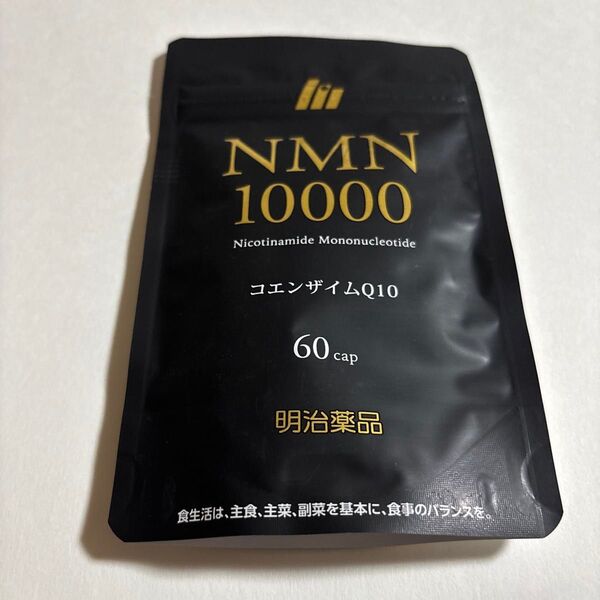 NMN
10000
Nicotinamide Mononucleotide
コエンザイムQ10
60 cap
明治薬品
食生活は、主食、主菜、副菜を基本に、食事のバランスを。